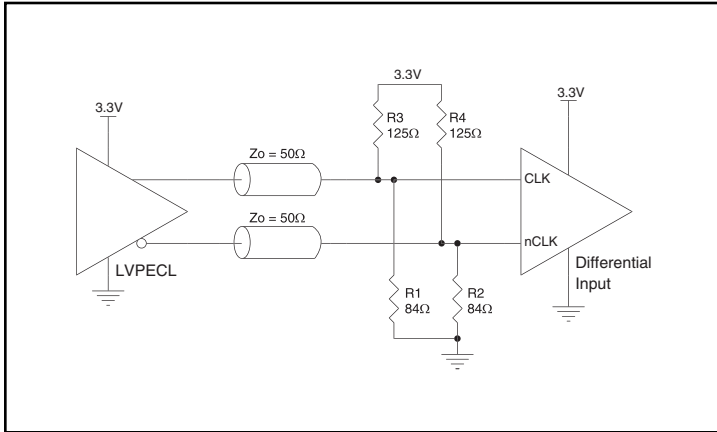 3.3V
3.3V
3.3V
R3
125Ω
R4
125Ω
Zo = 50Ω
CLK
Zo = 50Ω
nCLK
LVPECL
Differential
Input
R1
84Ω
R2
84Ω